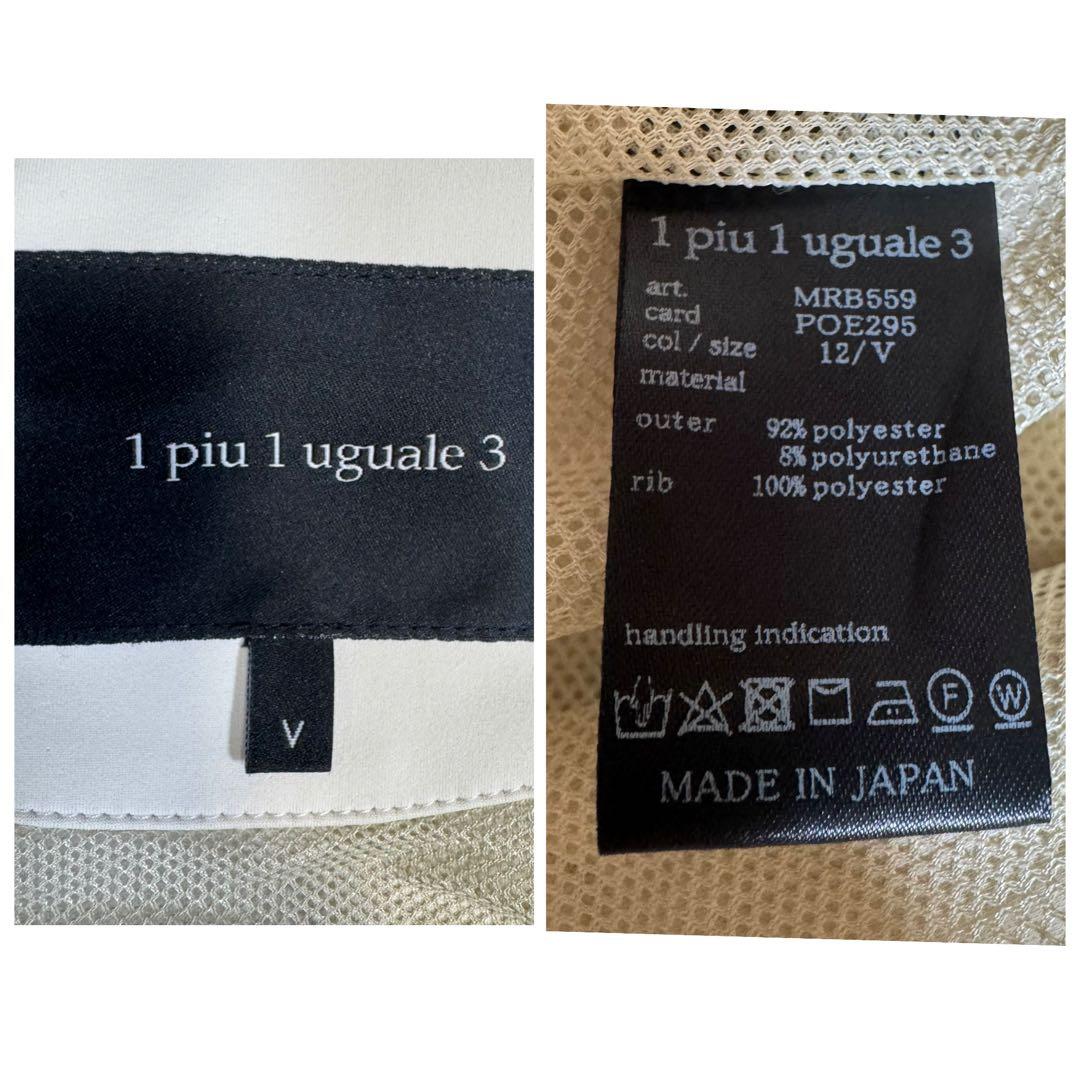 1 piu 1 uguale 3
V
1 piu 1 uguale 3
art. MRB559
card POE295
col / size 12/V
material
outer 92% polyester
8% polyurethane
rib 100% polyester
handling indication
F W
MADE IN JAPAN